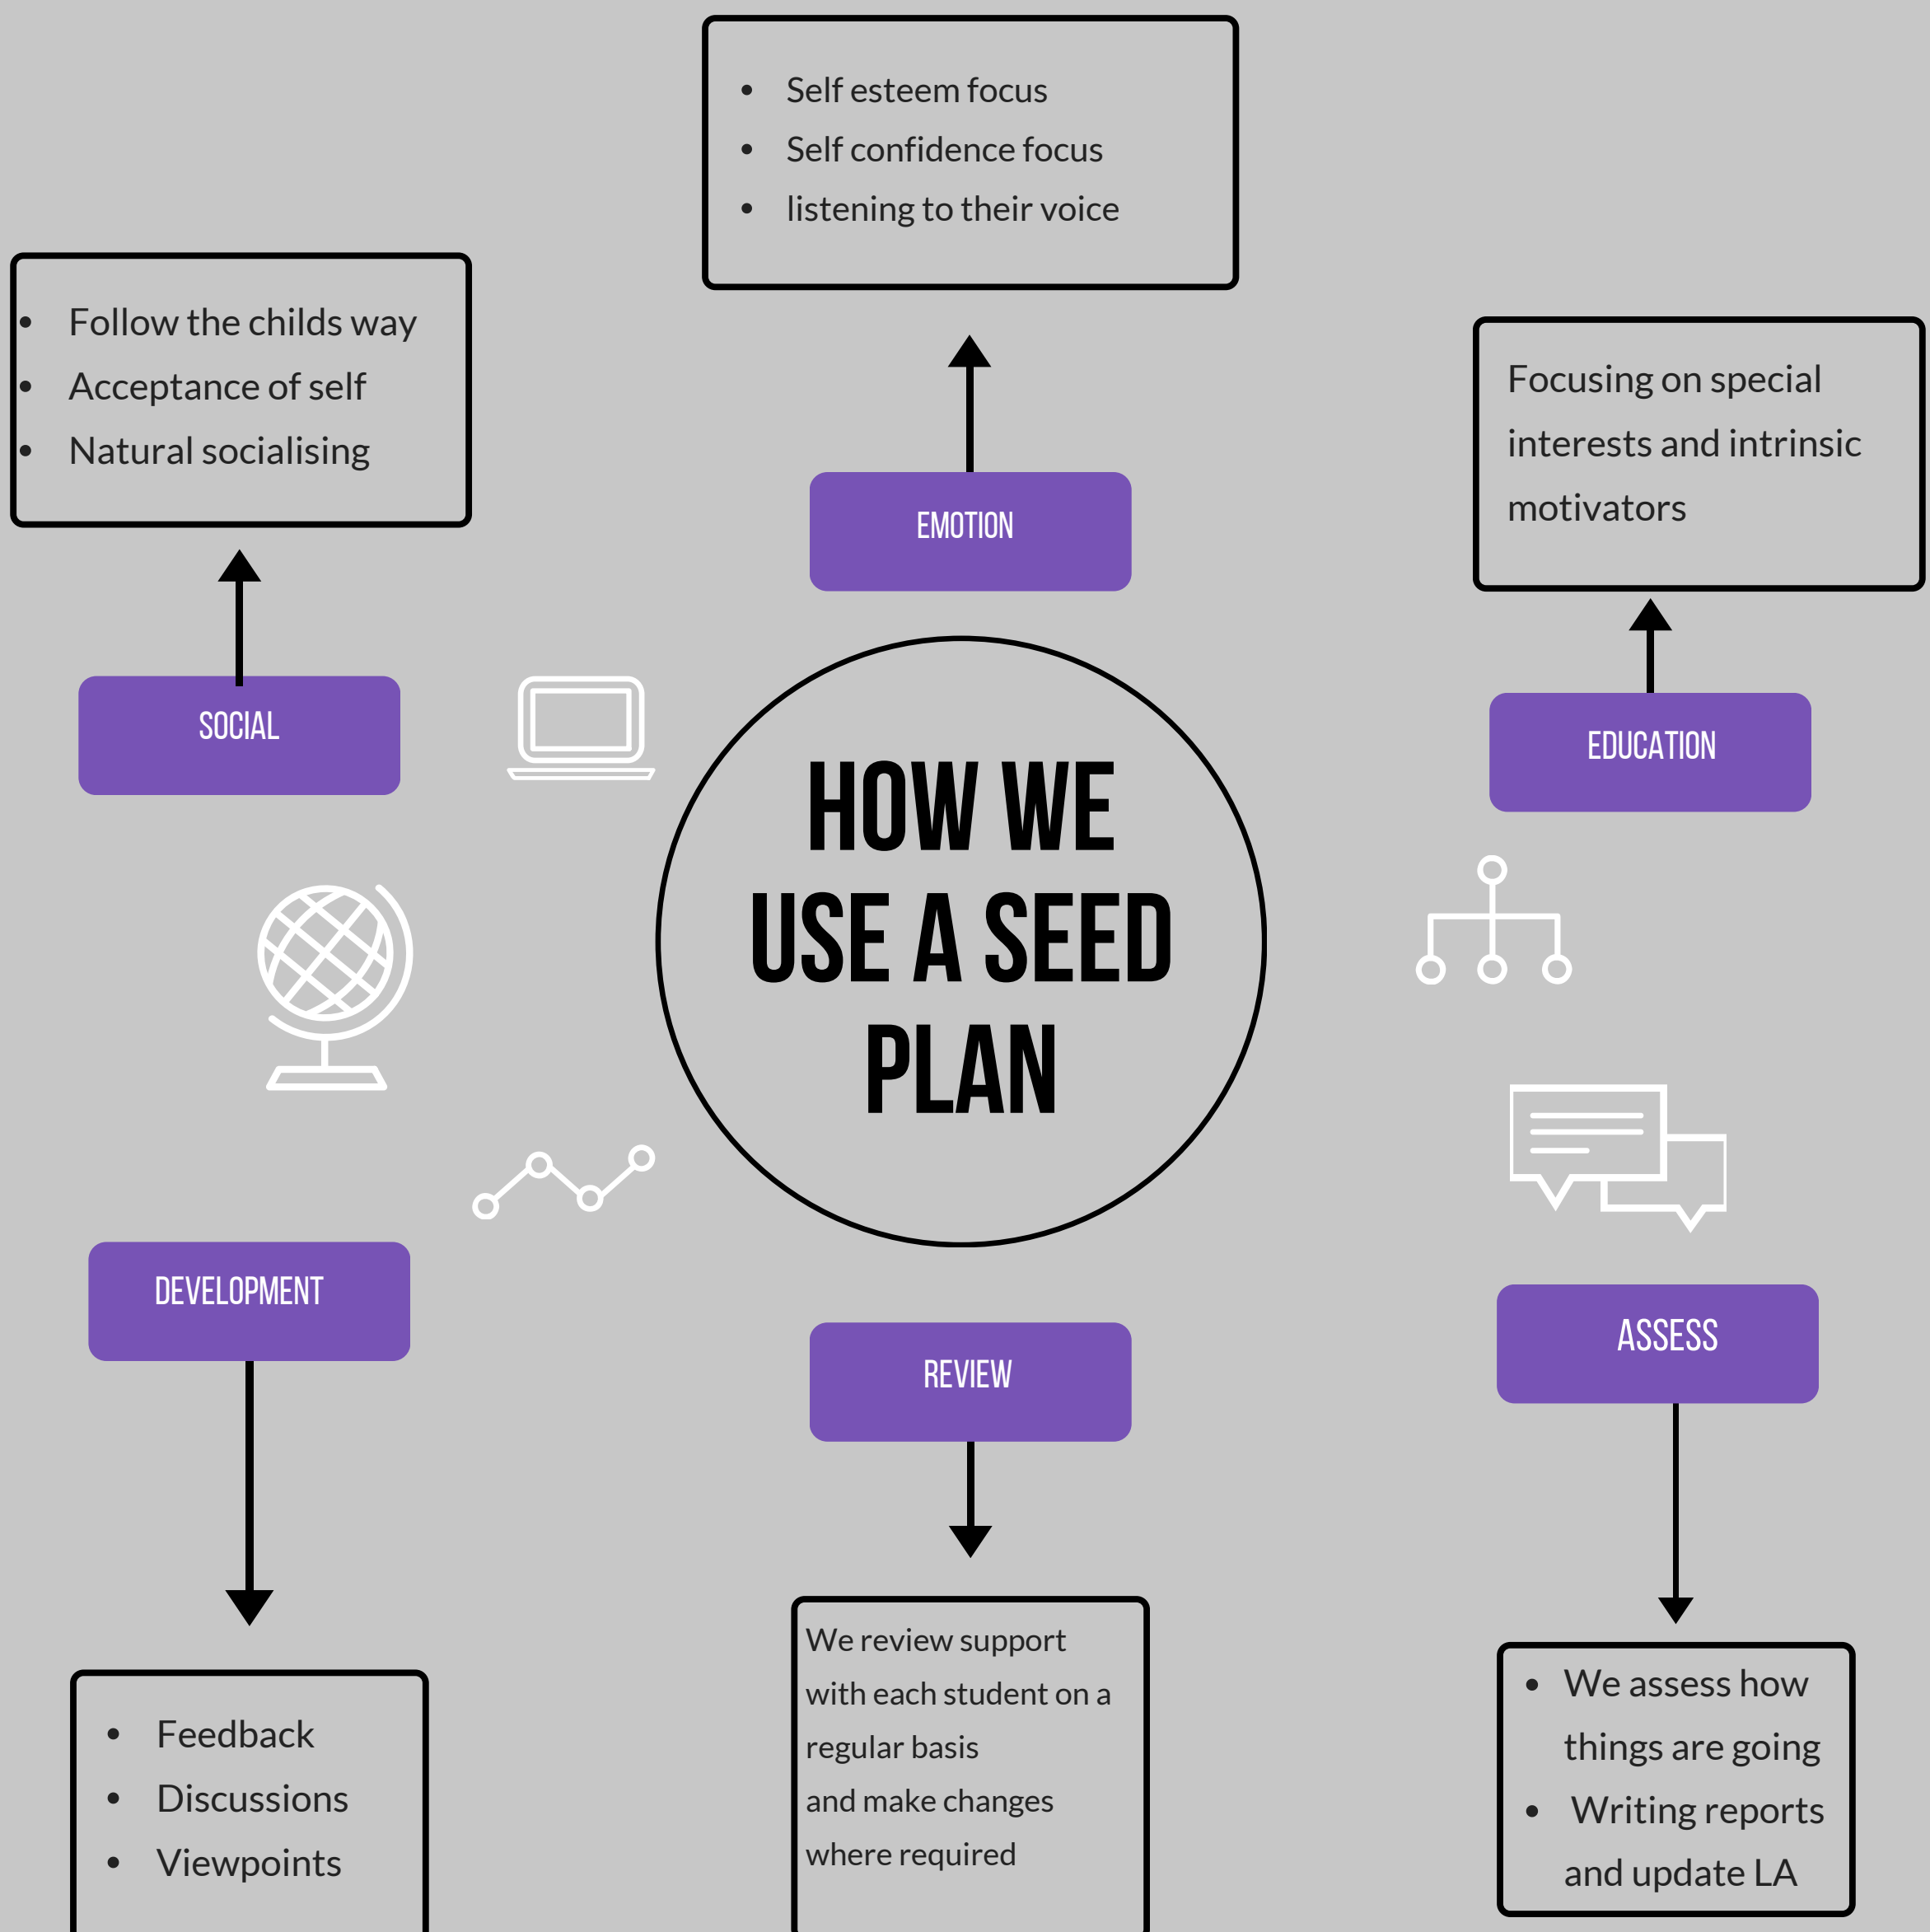 • Self esteem focus
• Self confidence focus
• listening to their voice
EMOTION
• Follow the childs way
• Acceptance of self
• Natural socialising
SOCIAL
Focusing on special
interests and intrinsic
motivators
EDUCATION
HOW WE
USE A SEED
PLAN
DEVELOPMENT
• Feedback
• Discussions
• Viewpoints
REVIEW
We review support
with each student on a
regular basis
and make changes
where required
ASSESS
• We assess how
things are going
• Writing reports
and update LA